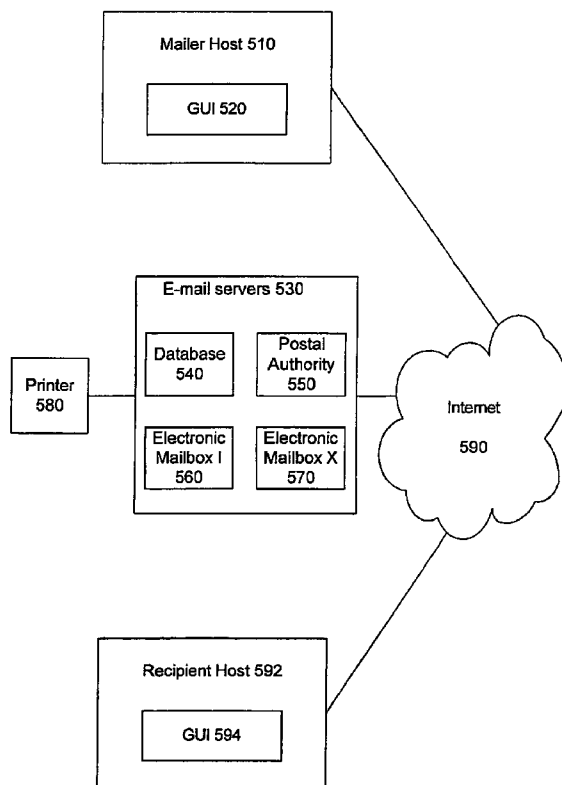 Mailer Host 510
GUI 520
E-mail servers 530
Database
540
Postal
Authority
550
Printer
580
Internet
590
Electronic
Mailbox I
560
Electronic
Mailbox X
570
Recipient Host 592
GUI 594